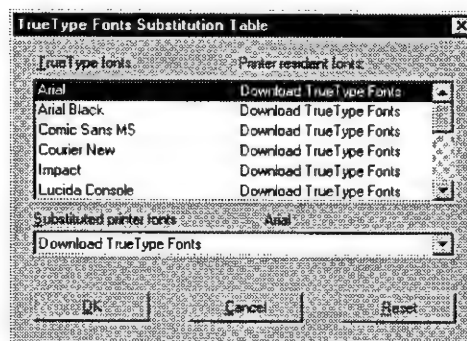 TrueType Fonts Substitution Table
TrueType fonts Printer resident fonts:
Arial Download TrueType Fonts
Arial Black Download TrueType Fonts
Comic Sans MS Download TrueType Fonts
Courier New Download TrueType Fonts
Impact Download TrueType Fonts
Lucida Console Download TrueType Fonts
Substituted printer fonts Arial
Download TrueType Fonts
OK Cancel Reset